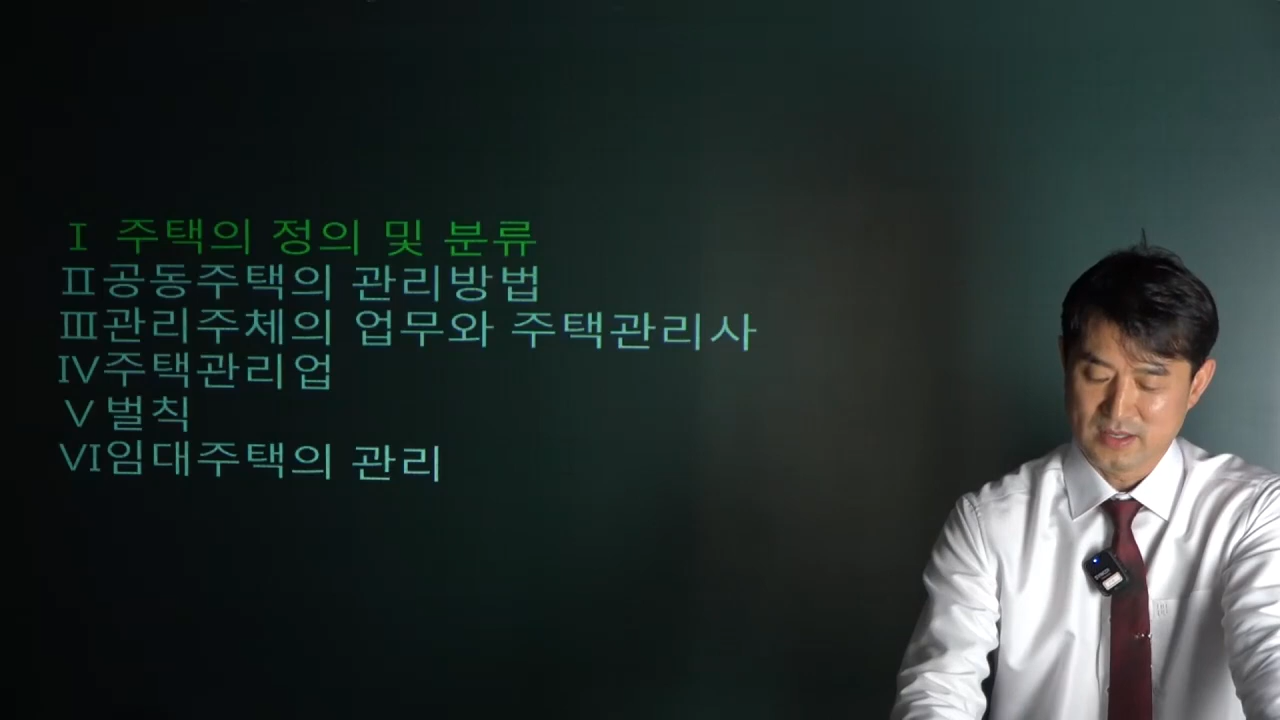 Ⅰ 주택의 정의 및 분류
Ⅱ공동주택의 관리방법
Ⅲ관리주체의 업무와 주택관리사
Ⅳ주택관리업
Ⅴ벌칙
Ⅵ임대주택의 관리